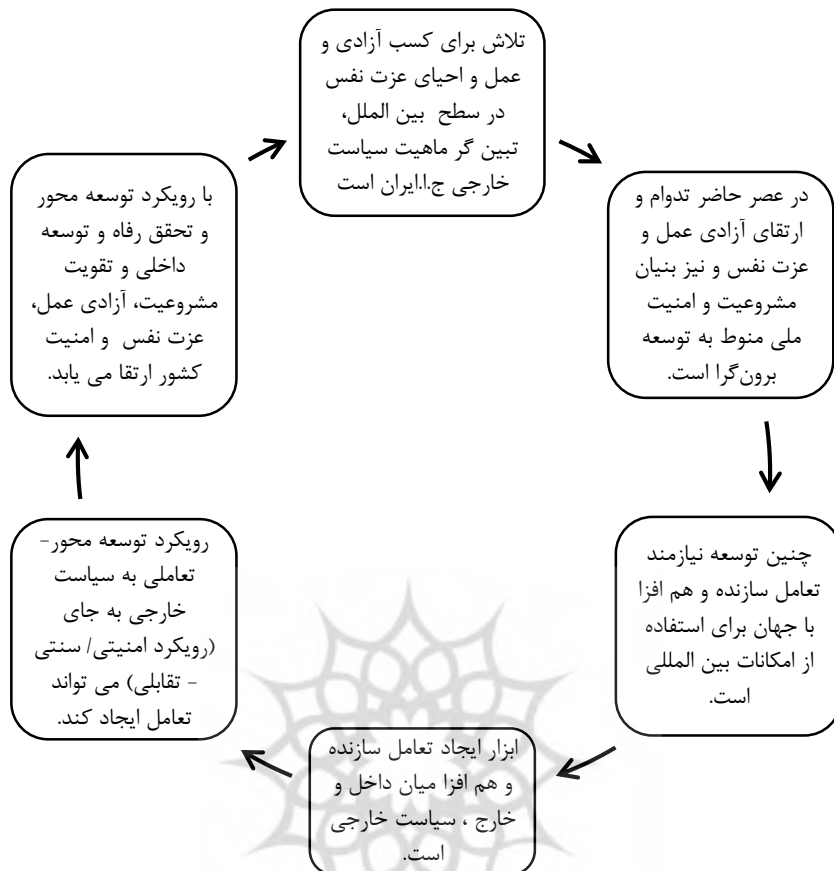 تلاش برای کسب آزادی و
عمل و احیای عزت نفس
در سطح بین الملل،
تبین گر ماهیت سیاست
خارجی ج.ا.ایران است
در عصر حاضر تدوام و
ارتقای آزادی عمل و
عزت نفس و نیز بنیان
مشروعیت و امنیت
ملی منوط به توسعه
برون‌گرا است.
چنین توسعه نیازمند
تعامل سازنده و هم افزا
با جهان برای استفاده
از امکانات بین المللی
است.
ابزار ایجاد تعامل سازنده
و هم افزا میان داخل و
خارج ، سیاست خارجی
است.
رویکرد توسعه محور-
تعاملی به سیاست
خارجی به جای
(رویکرد امنیتی/ سنتی
- تقابلی) می تواند
تعامل ایجاد کند.
با رویکرد توسعه محور
و تحقق رفاه و توسعه
داخلی و تقویت
مشروعیت، آزادی عمل،
عزت نفس و امنیت
کشور ارتقا می یابد.